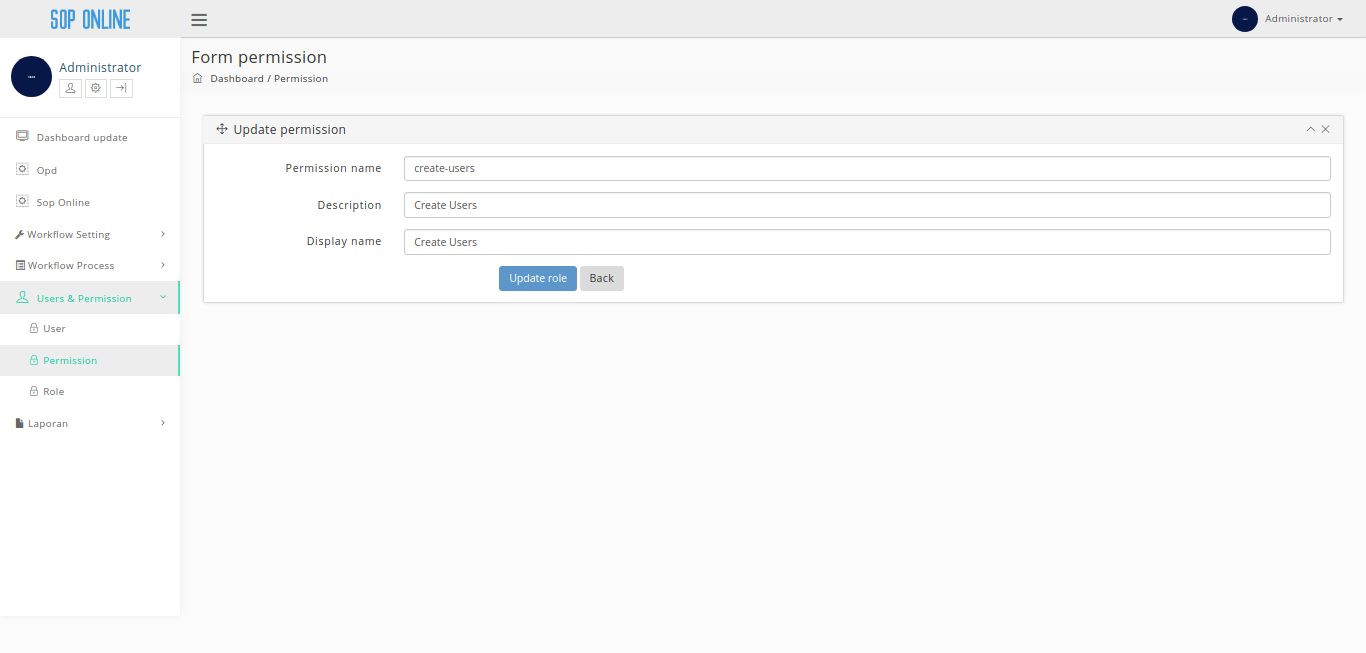 SOP ONLINE
Administrator
Administrator
Form permission
Dashboard / Permission
Dashboard update
Opd
Sop Online
Workflow Setting
Workflow Process
Users & Permission
User
Permission
Role
Laporan
Update permission
Permission name
create-users
Description
Create Users
Display name
Create Users
Update role
Back